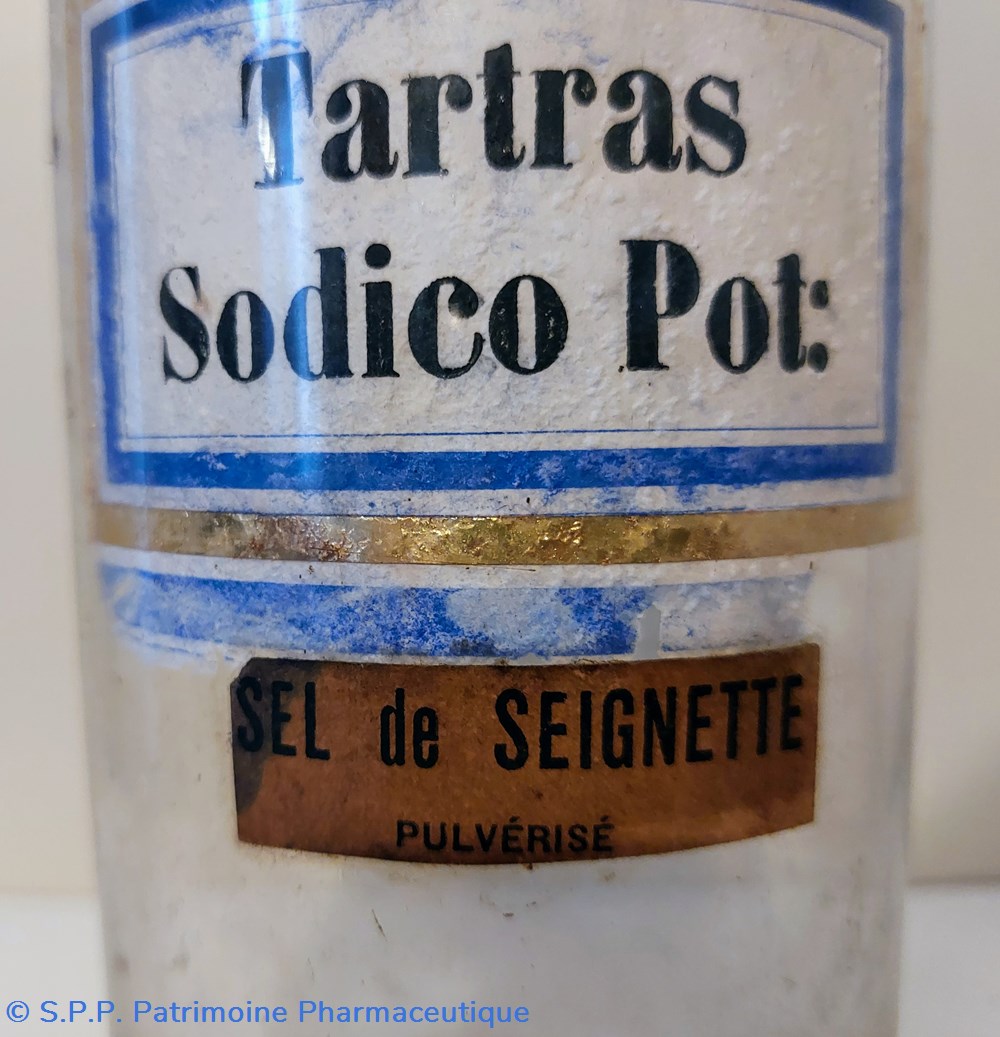 Tartras
Sodico Pot:
SEL de SEIGNETTE
PULVÉRISÉ
© S.P.P. Patrimoine Pharmaceutique